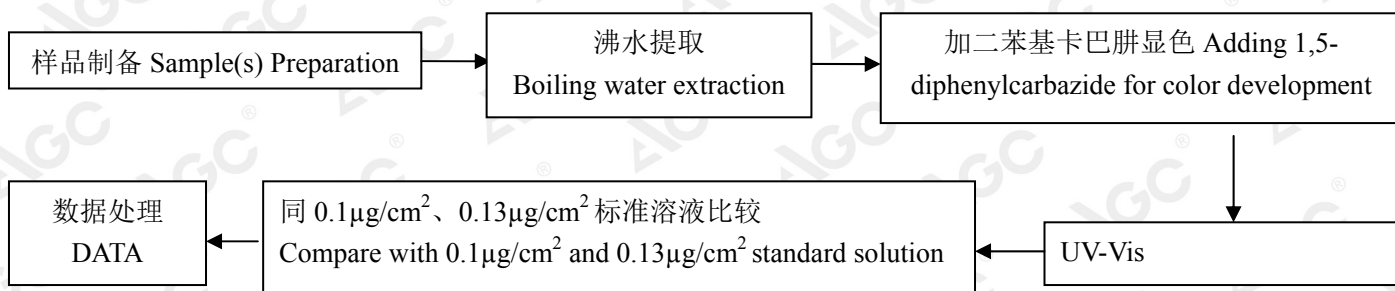 样品制备 Sample(s) Preparation
沸水提取
Boiling water extraction
加二苯基卡巴肼显色 Adding 1,5-
diphenylcarbazide for color development
UV-Vis
同 0.1µg/cm²、0.13µg/cm² 标准溶液比较
Compare with 0.1µg/cm² and 0.13µg/cm² standard solution
数据处理
DATA